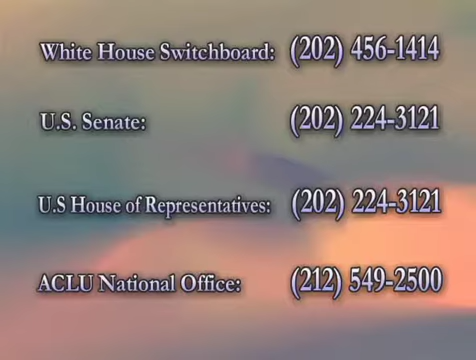 White House Switchboard: (202) 456-1414
U.S. Senate: (202) 224-3121
U.S House of Representatives: (202) 224-3121
ACLU National Office: (212) 549-2500